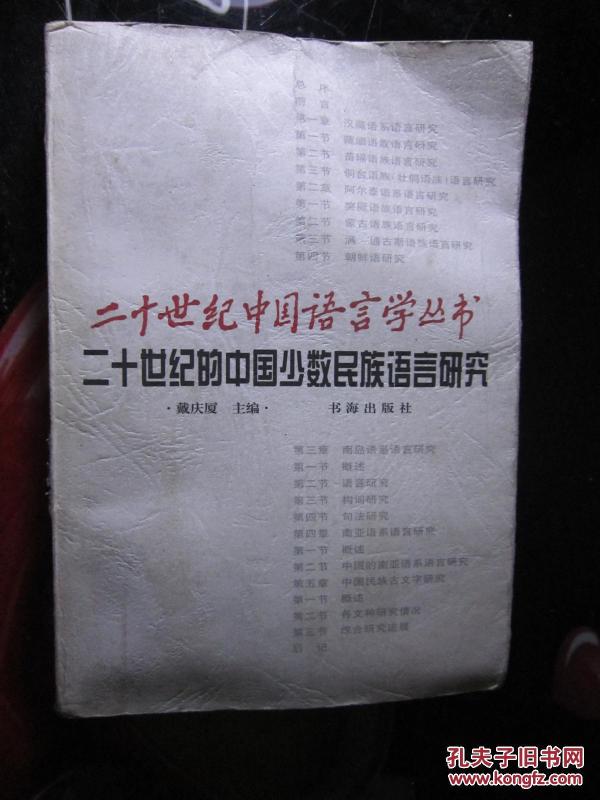 总 序
前 言
第一章 汉藏语系语言研究
第一节 藏缅语族语言研究
第二节 苗瑶语族语言研究
第三节 侗台语族（壮侗语族）语言研究
第二章 阿尔泰语系语言研究
第一节 突厥语族语言研究
第二节 蒙古语族语言研究
第三节 满—通古斯语族语言研究
第四节 朝鲜语研究
二十世纪中国语言学丛书
二十世纪的中国少数民族语言研究
·戴庆厦 主编· 书海出版社
第三章 南岛语系语言研究
第一节 概述
第二节 语音研究
第三节 构词研究
第四节 句法研究
第四章 南亚语系语言研究
第一节 概述
第二节 中国的南亚语系语言研究
第五章 中国民族古文字研究
第一节 概述
第二节 各文种研究情况
第三节 综合研究进展
后 记
孔夫子旧书网
www.kongfz.com